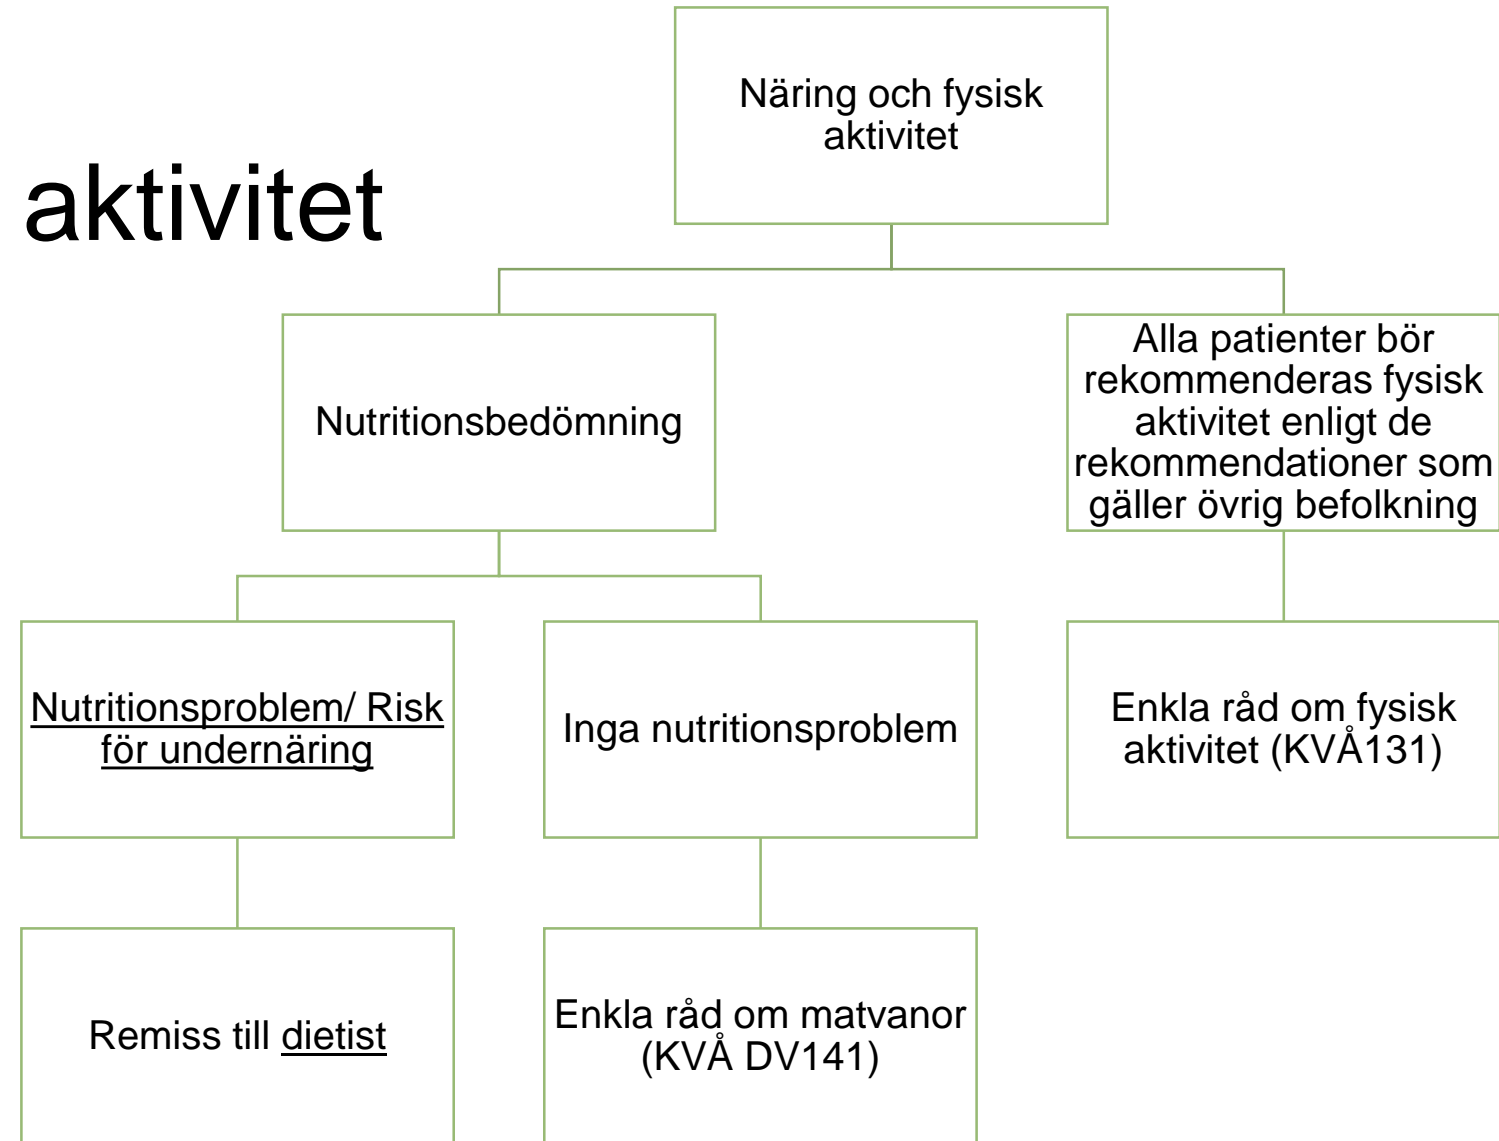 aktivitet
Näring och fysisk
aktivitet
Nutritionsbedömning
Alla patienter bör
rekommenderas fysisk
aktivitet enligt de
rekommendationer som
gäller övrig befolkning
Nutritionsproblem/ Risk
för undernäring
Inga nutritionsproblem
Enkla råd om fysisk
aktivitet (KVÅ131)
Remiss till dietist
Enkla råd om matvanor
(KVÅ DV141)